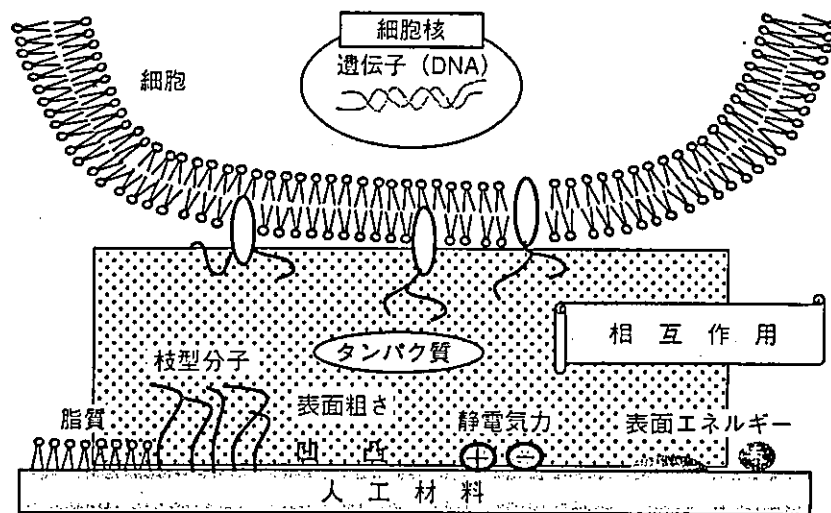 細胞核
遺伝子 (DNA)
細胞
相互作用
タンパク質
枝型分子
脂質
表面粗さ
凹 凸
静電気力
+ −
表面エネルギー
人工材料